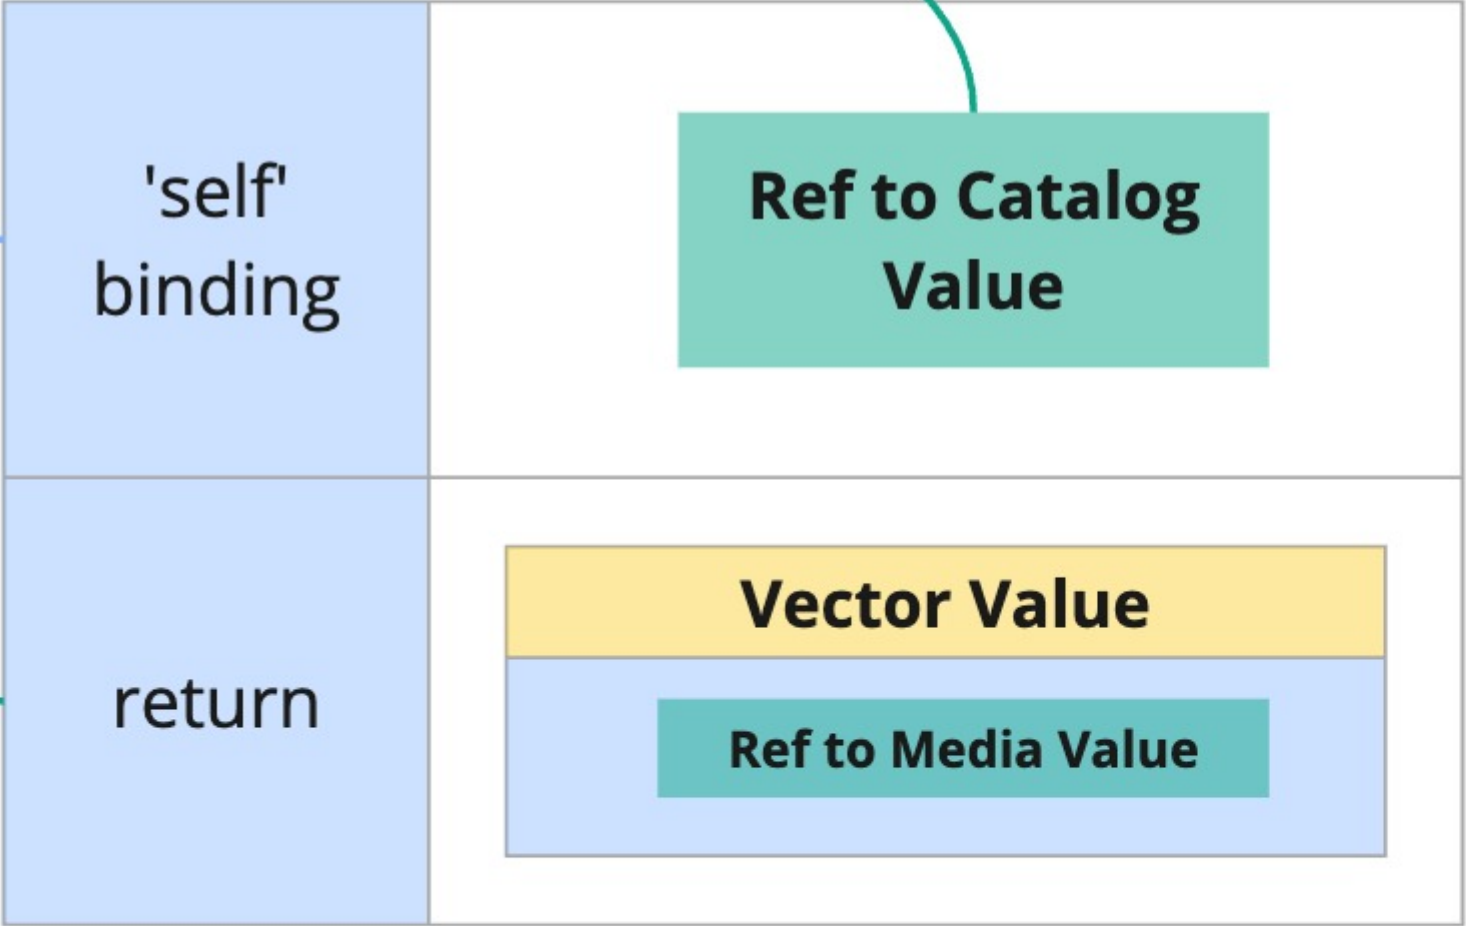 'self'
binding
Ref to Catalog
Value
return
Vector Value
Ref to Media Value